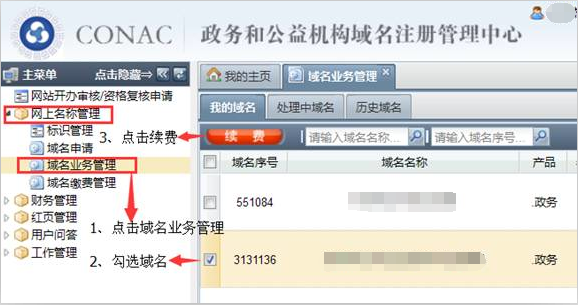 CONAC 政务和公益机构域名注册管理中心
主菜单 点击隐藏⇒
我的主页 域名业务管理
网站开办审核/资格复核申请
网上名称管理
标识管理
域名申请
域名业务管理
域名缴费管理
财务管理
红页管理
用户问答
工作管理
我的域名 处理中域名 历史域名
3、点击续费
续 费 请输入域名名称... 请输入域名序号...
域名序号 域名名称 产品
551084 .政务
1、点击域名业务管理
2、勾选域名
3131136 .政务